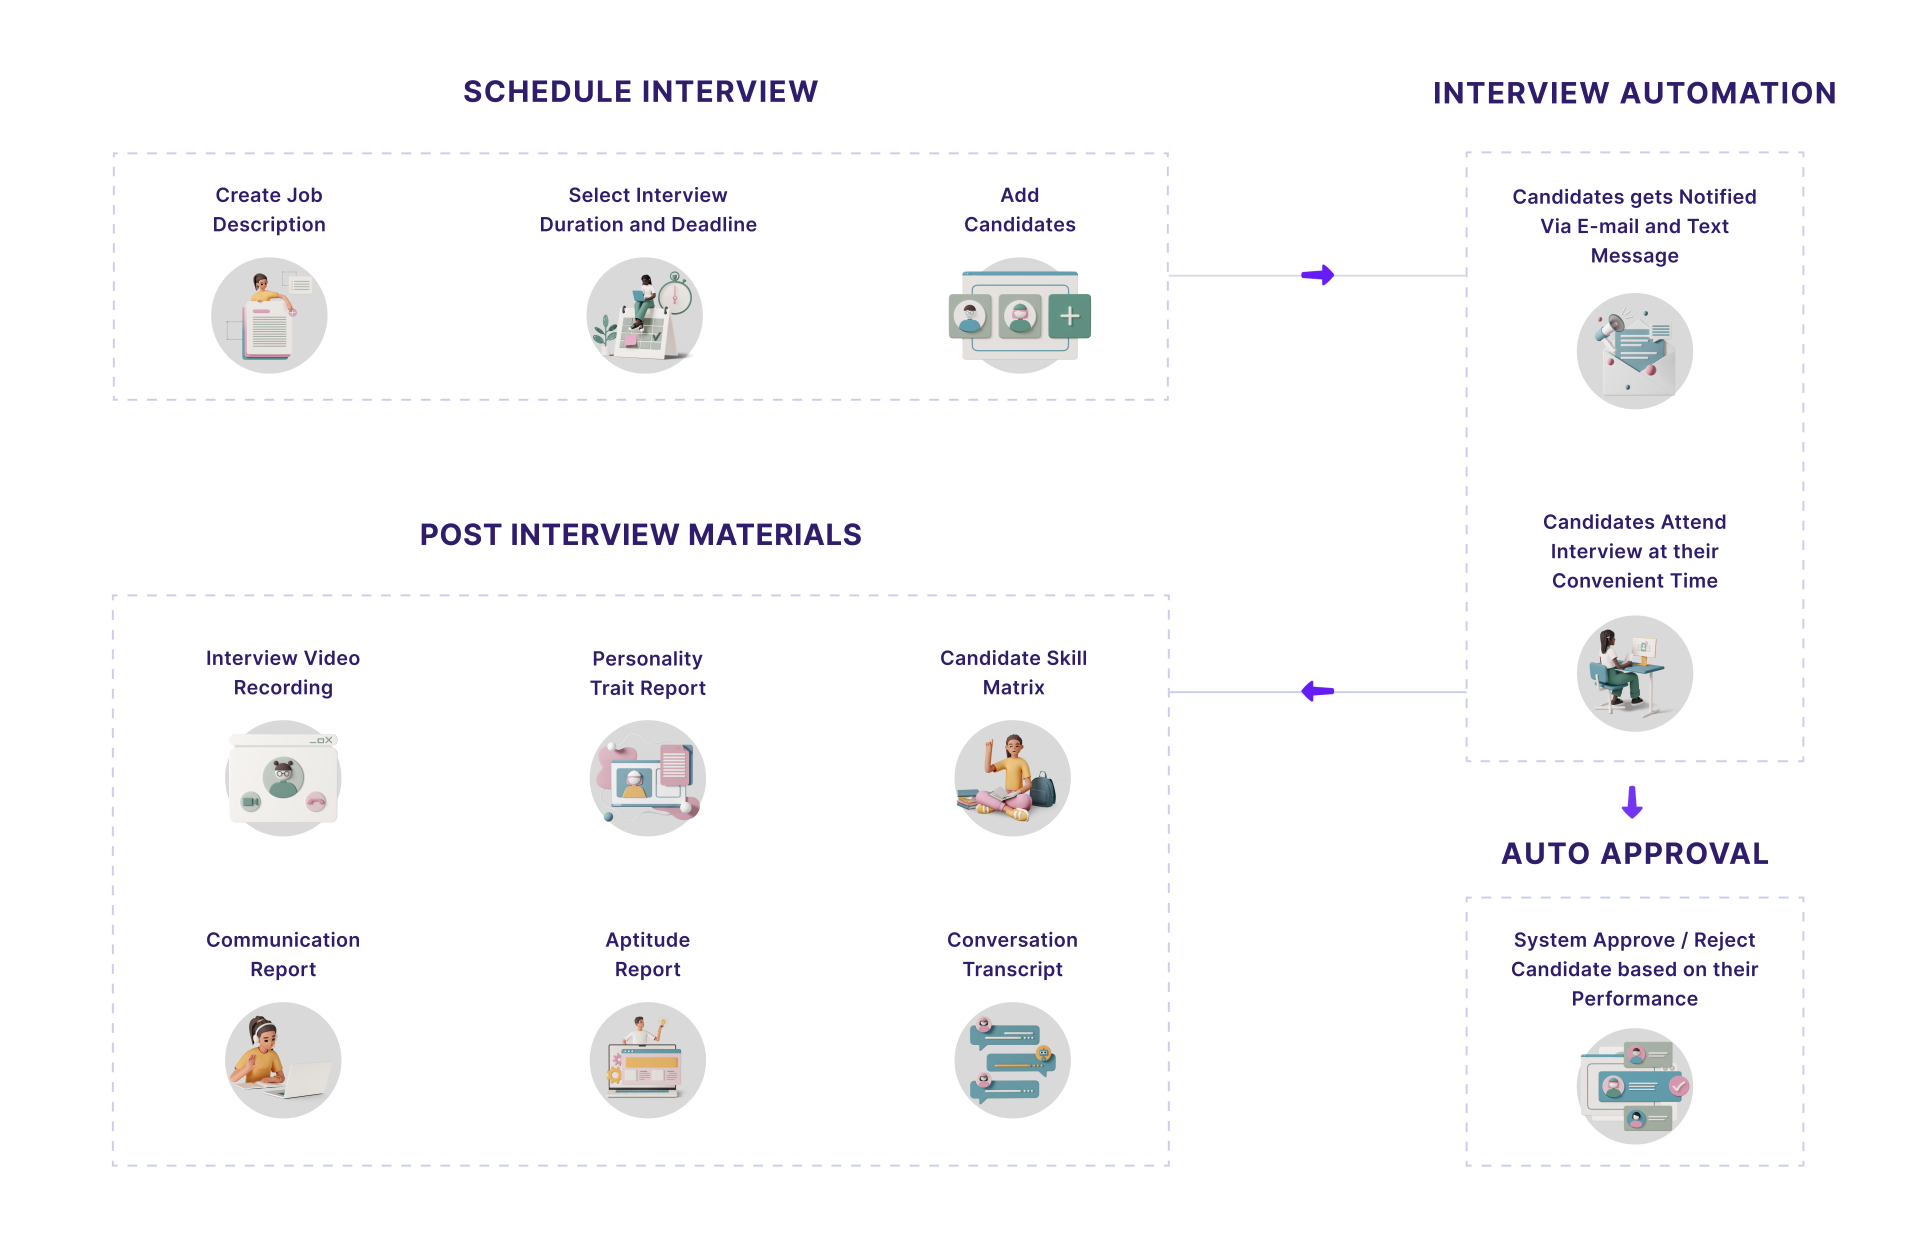 SCHEDULE INTERVIEW
Create Job
Description
Select Interview
Duration and Deadline
Add
Candidates
INTERVIEW AUTOMATION
Candidates gets Notified
Via E-mail and Text
Message
Candidates Attend
Interview at their
Convenient Time
POST INTERVIEW MATERIALS
Interview Video
Recording
Personality
Trait Report
Candidate Skill
Matrix
Communication
Report
Aptitude
Report
Conversation
Transcript
AUTO APPROVAL
System Approve / Reject
Candidate based on their
Performance